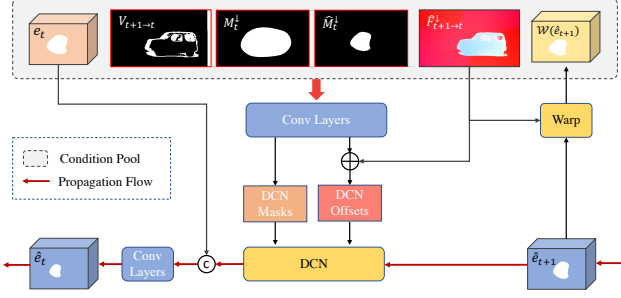 e_t
V_{t+1→t}
M_t^↓
M̂_t^↓
F̂_{t+1→t}^↓
𝒲(ê_{t+1})
Conv Layers
Warp
Condition Pool
Propagation Flow
DCN
Masks
DCN
Offsets
ê_t
Conv
Layers
C
DCN
ê_{t+1}